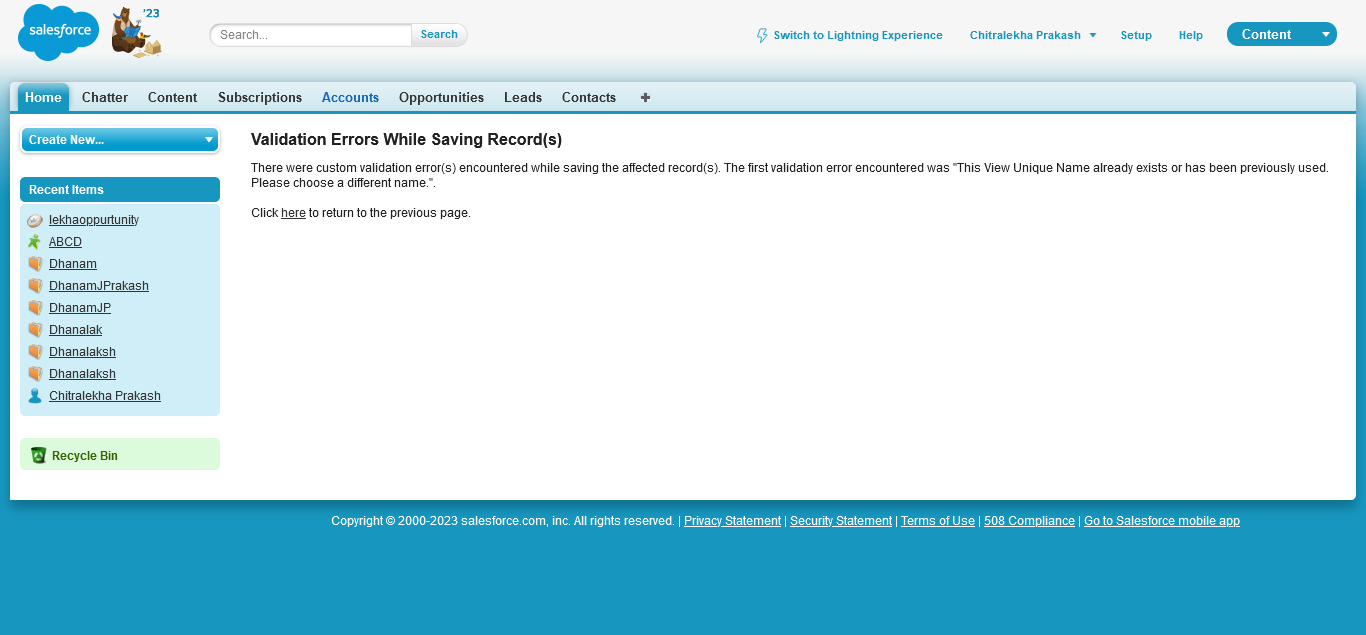 salesforce
'23
Search...
Search
Switch to Lightning Experience
Chitralekha Prakash
Setup
Help
Content
Home
Chatter
Content
Subscriptions
Accounts
Opportunities
Leads
Contacts
+
Create New...
Recent Items
lekhaoppurtunity
ABCD
Dhanam
DhanamJPrakash
DhanamJP
Dhanalak
Dhanalaksh
Dhanalaksh
Chitralekha Prakash
Recycle Bin
Validation Errors While Saving Record(s)
There were custom validation error(s) encountered while saving the affected record(s). The first validation error encountered was "This View Unique Name already exists or has been previously used.
Please choose a different name.".
Click here to return to the previous page.
Copyright © 2000-2023 salesforce.com, inc. All rights reserved. | Privacy Statement | Security Statement | Terms of Use | 508 Compliance | Go to Salesforce mobile app